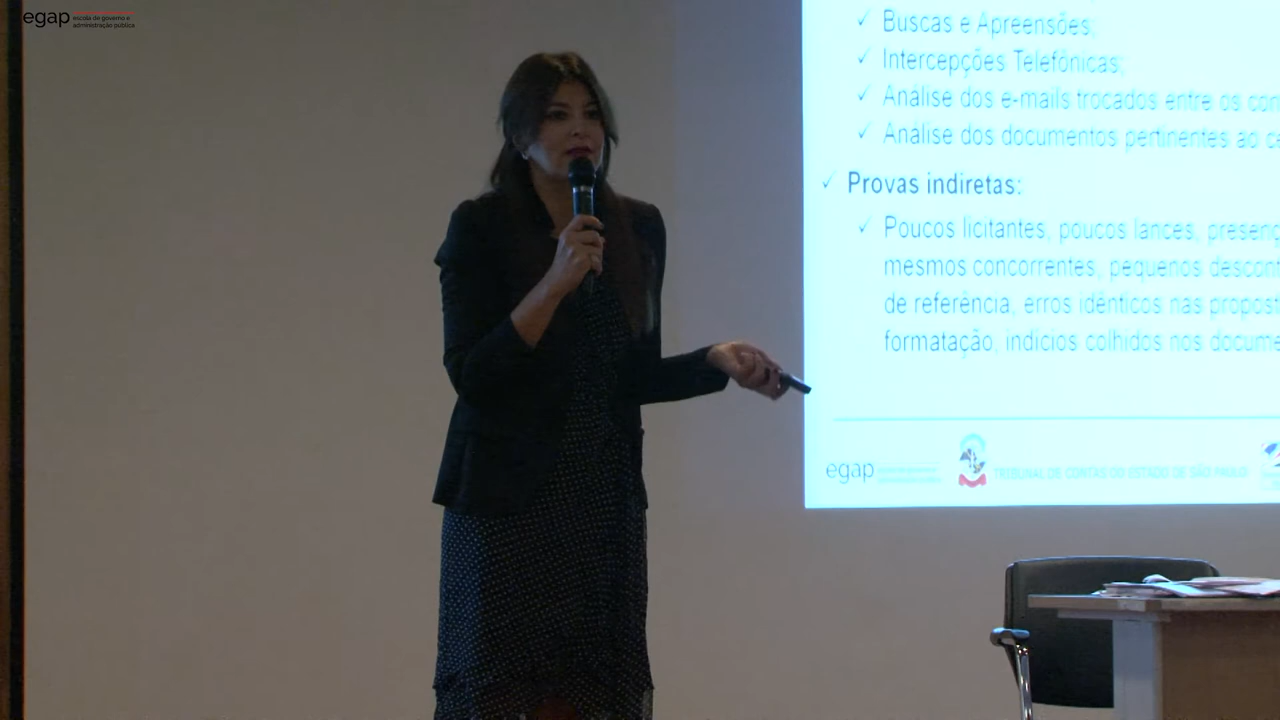 egap escola de governo e
administração pública
✓ Buscas e Apreensões;
✓ Intercepções Telefônicas;
✓ Análise dos e-mails trocados entre os
✓ Análise dos documentos pertinentes ao
✓ Provas indiretas:
✓ Poucos licitantes, poucos lances,
mesmos concorrentes, pequenos
de referência, erros idênticos nas
formatação, indícios colhidos nos
egap
TRIBUNAL DE CONTAS DO ESTADO DE SÃO PAULO